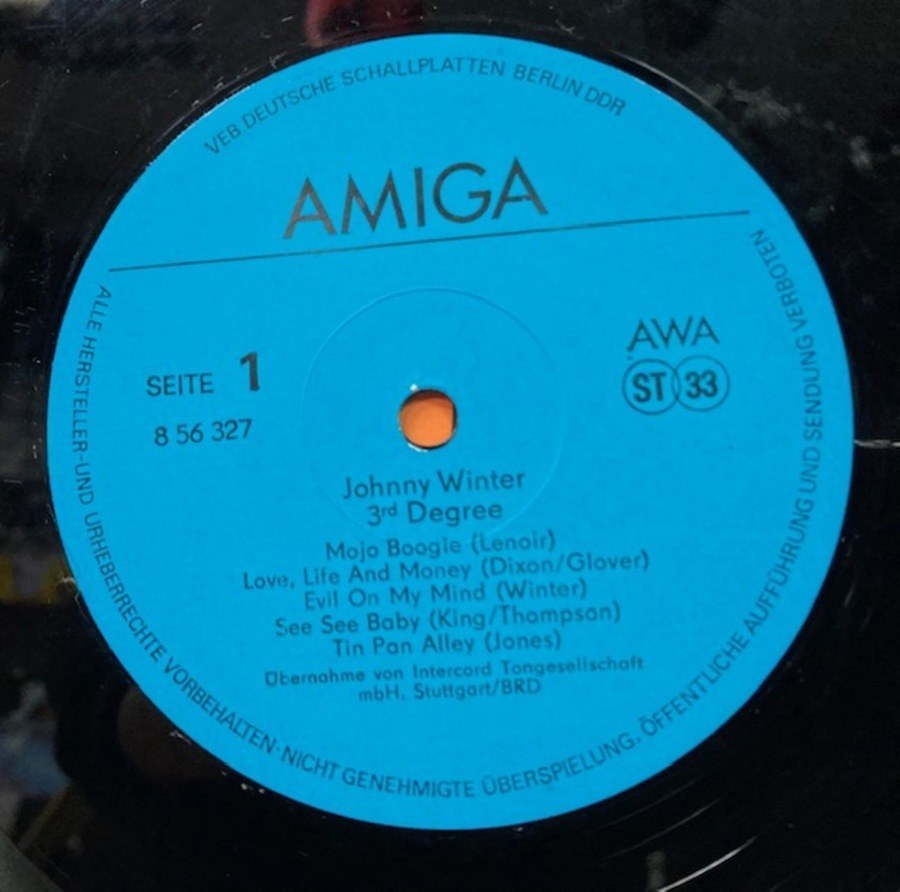 VEB DEUTSCHE SCHALLPLATTEN BERLIN DDR
AMIGA
SEITE 1
8 56 327
AWA
ST 33
Johnny Winter
3rd Degree
Mojo Boogie (Lenoir)
Love, Life And Money (Dixon/Glover)
Evil On My Mind (Winter)
See See Baby (King/Thompson)
Tin Pan Alley (Jones)
Übernahme von Intercord Tongesellschaft
mbH, Stuttgart/BRD
ALLE HERSTELLER-UND URHEBERRECHTE VORBEHALTEN·NICHT GENEHMIGTE ÜBERSPIELUNG, ÖFFENTLICHE AUFFÜHRUNG UND SENDUNG VERBOTEN